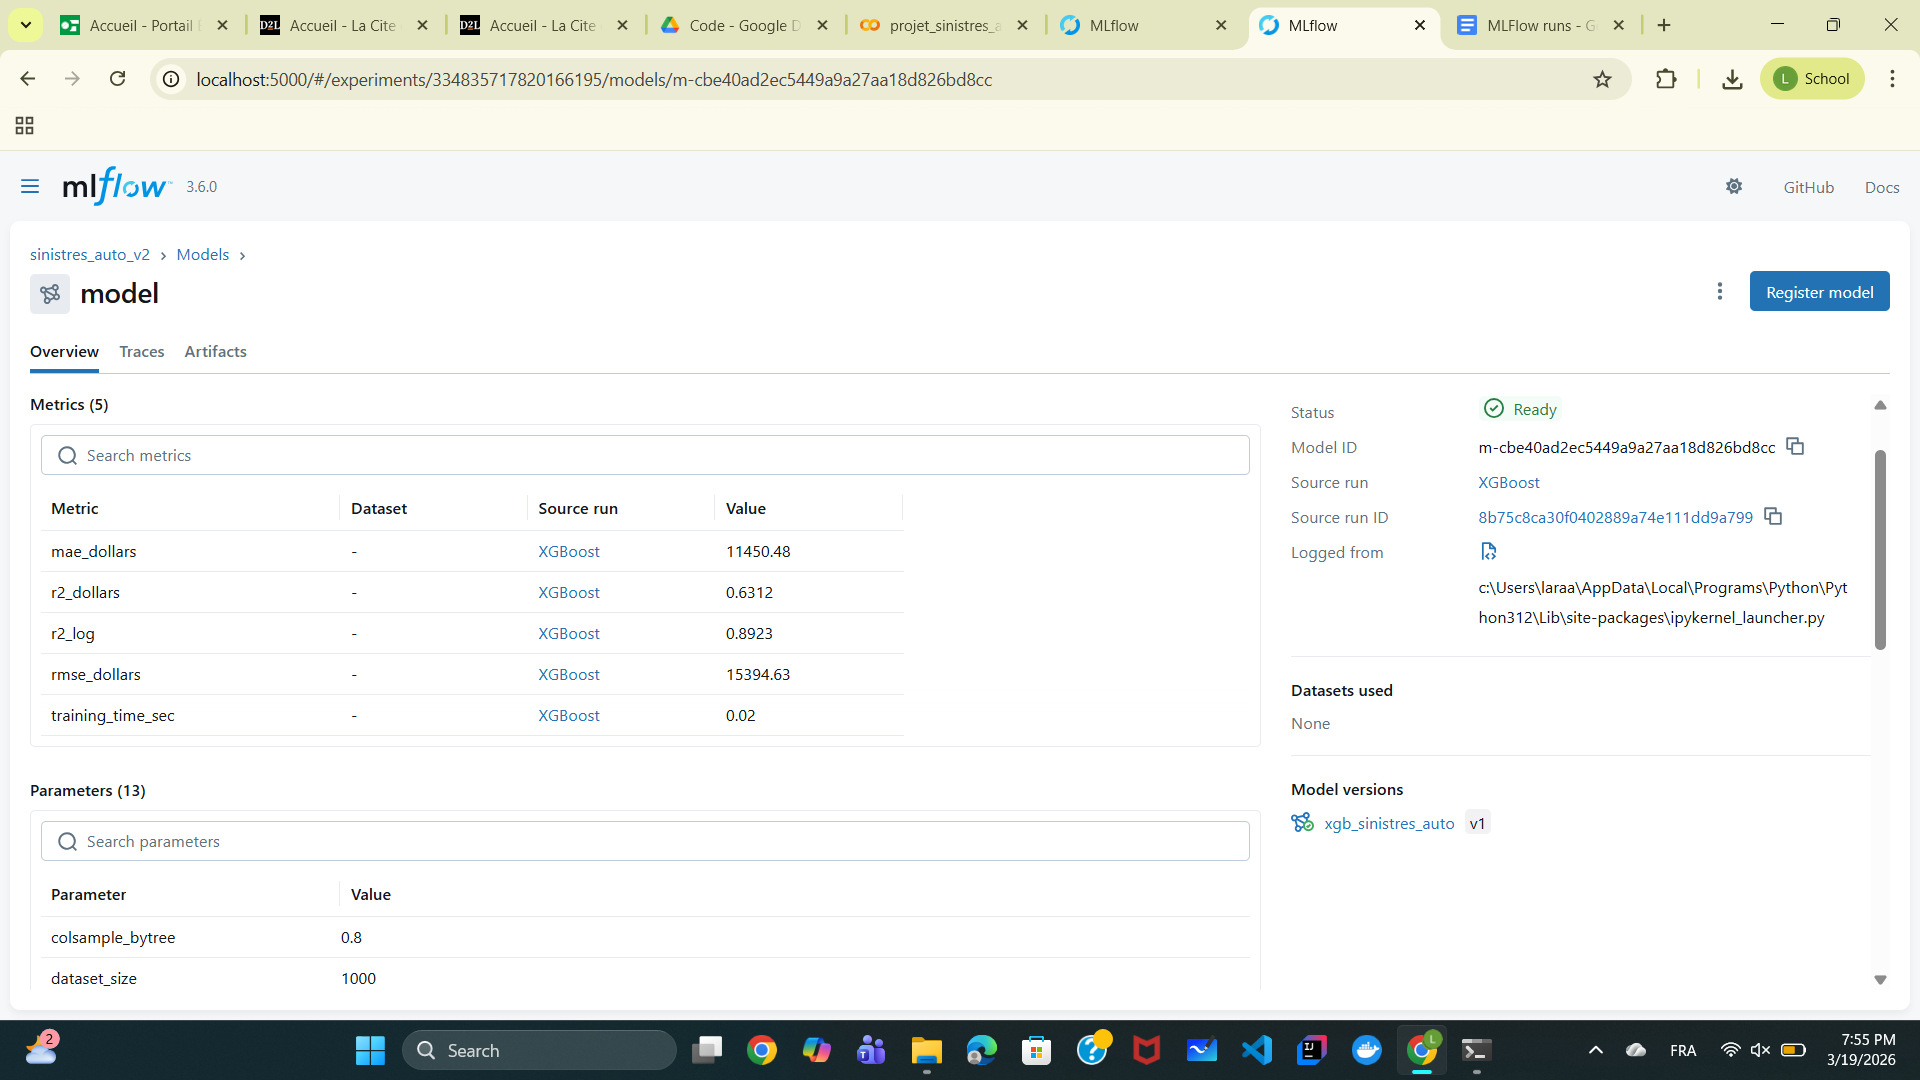 Accueil - Portail E
Accueil - La Cite
Accueil - La Cite
Code - Google D
projet_sinistres_a
MLflow
MLflow
MLFlow runs - G
localhost:5000/#/experiments/334835717820166195/models/m-cbe40ad2ec5449a9a27aa18d826bd8cc
L School
mlflow 3.6.0
GitHub
Docs
sinistres_auto_v2 > Models >
model
Register model
Overview Traces Artifacts
Metrics (5)
Search metrics
Metric Dataset Source run Value
mae_dollars - XGBoost 11450.48
r2_dollars - XGBoost 0.6312
r2_log - XGBoost 0.8923
rmse_dollars - XGBoost 15394.63
training_time_sec - XGBoost 0.02
Parameters (13)
Search parameters
Parameter Value
colsample_bytree 0.8
dataset_size 1000
Status Ready
Model ID m-cbe40ad2ec5449a9a27aa18d826bd8cc
Source run XGBoost
Source run ID 8b75c8ca30f0402889a74e111dd9a799
Logged from
c:\Users\laraa\AppData\Local\Programs\Python\Pyt
hon312\Lib\site-packages\ipykernel_launcher.py
Datasets used
None
Model versions
xgb_sinistres_auto v1
2
Search
L
FRA
7:55 PM
3/19/2026